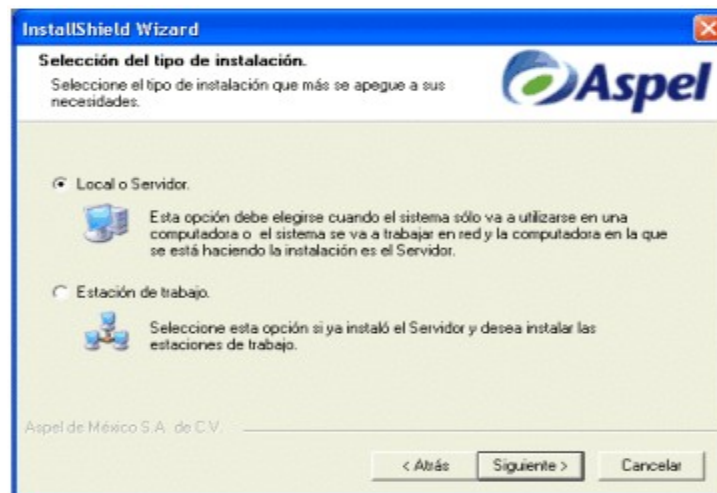 InstallShield Wizard
Selección del tipo de instalación.
Seleccione el tipo de instalación que más se apegue a sus
necesidades.
Aspel
Local o Servidor.
Esta opción debe elegirse cuando el sistema sólo va a utilizarse en una
computadora o el sistema se va a trabajar en red y la computadora en la que
se está haciendo la instalación es el Servidor.
Estación de trabajo.
Seleccione esta opción si ya instaló el Servidor y desea instalar las
estaciones de trabajo.
Aspel de México S.A. de C.V.
< Atrás
Siguiente >
Cancelar